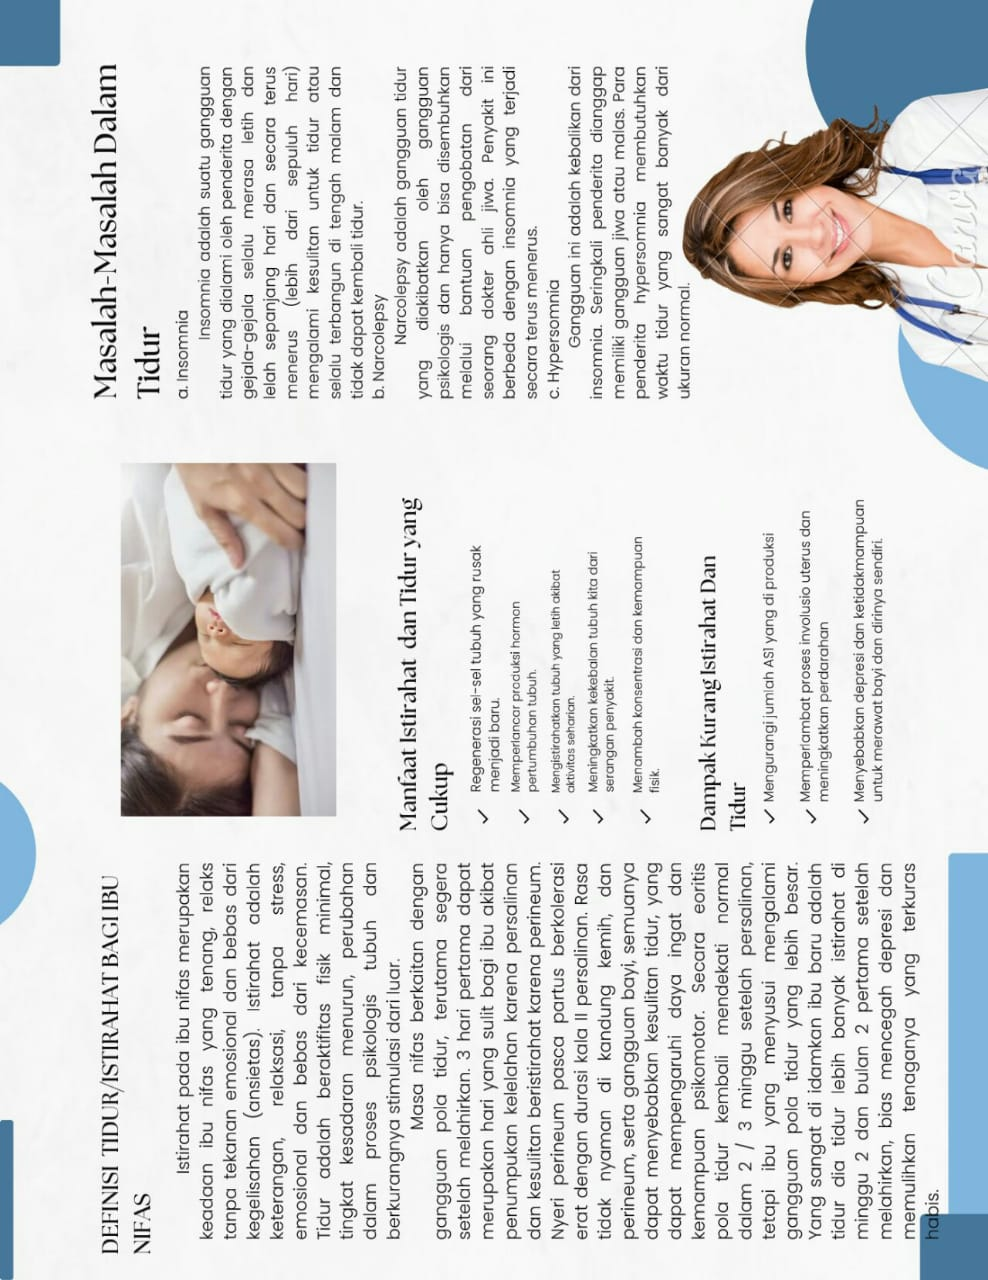 DEFINISI TIDUR/ISTIRAHAT BAGI IBU
NIFAS
Istirahat pada ibu nifas merupakan
keadaan ibu nifas yang tenang, relaks
tanpa tekanan emosional dan bebas dari
kegelisahan (ansietas). Istirahat adalah
keterangan, relaksasi, tanpa stress,
emosional dan bebas dari kecemasan.
Tidur adalah beraktifitas fisik minimal,
tingkat kesadaran menurun, perubahan
dalam proses psikologis tubuh dan
berkurangnya stimulasi dari luar.
Masa nifas berkaitan dengan
gangguan pola tidur, terutama segera
setelah melahirkan. 3 hari pertama dapat
merupakan hari yang sulit bagi ibu akibat
penumpukan kelelahan karena persalinan
dan kesulitan beristirahat karena perineum.
Nyeri perineum pasca partus berkolerasi
erat dengan durasi kala II persalinan. Rasa
tidak nyaman di kandung kemih, dan
perineum, serta gangguan bayi, semuanya
dapat menyebabkan kesulitan tidur, yang
dapat mempengaruhi daya ingat dan
kemampuan psikomotor. Secara eoritis
pola tidur kembali mendekati normal
dalam 2 / 3 minggu setelah persalinan,
tetapi ibu yang menyusui mengalami
gangguan pola tidur yang lebih besar.
Yang sangat di idamkan ibu baru adalah
tidur dia tidur lebih banyak istirahat di
minggu 2 dan bulan 2 pertama setelah
melahirkan, bias mencegah depresi dan
memulihkan tenaganya yang terkuras
habis.
Manfaat Istirahat dan Tidur yang
Cukup
✓ Regenerasi sel-sel tubuh yang rusak
menjadi baru.
✓ Memperlancar produksi hormon
pertumbuhan tubuh.
✓ Mengistirahatkan tubuh yang letih akibat
aktivitas seharian.
✓ Meningkatkan kekebalan tubuh kita dari
serangan penyakit.
✓ Menambah konsentrasi dan kemampuan
fisik.
Dampak Kurang Istirahat Dan
Tidur
✓ Mengurangi jumlah ASI yang di produksi
✓ Memperlambat proses involusio uterus dan
meningkatkan perdarahan
✓ Menyebabkan depresi dan ketidakmampuan
untuk merawat bayi dan dirinya sendiri.
Masalah-Masalah Dalam
Tidur
a. Insomnia
Insomnia adalah suatu gangguan
tidur yang dialami oleh penderita dengan
gejala-gejala selalu merasa letih dan
lelah sepanjang hari dan secara terus
menerus (lebih dari sepuluh hari)
mengalami kesulitan untuk tidur atau
selalu terbangun di tengah malam dan
tidak dapat kembali tidur.
b. Narcolepsy
Narcolepsy adalah gangguan tidur
yang diakibatkan oleh gangguan
psikologis dan hanya bisa disembuhkan
melalui bantuan pengobatan dari
seorang dokter ahli jiwa. Penyakit ini
berbeda dengan insomnia yang terjadi
secara terus menerus.
c. Hypersomnia
Gangguan ini adalah kebalikan dari
insomnia. Seringkali penderita dianggap
memiliki gangguan jiwa atau malas. Para
penderita hypersomnia membutuhkan
waktu tidur yang sangat banyak dari
ukuran normal.
Canva